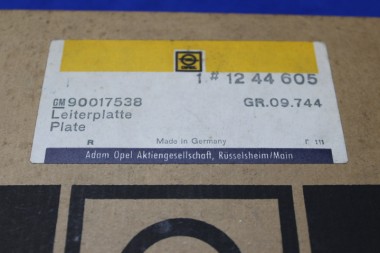 OPEL
1 # 12 44 605
GM 90017538 GR.09.744
Leiterplatte
Plate
R Made in Germany
Adam Opel Aktiengesellschaft, Rüsselsheim/Main